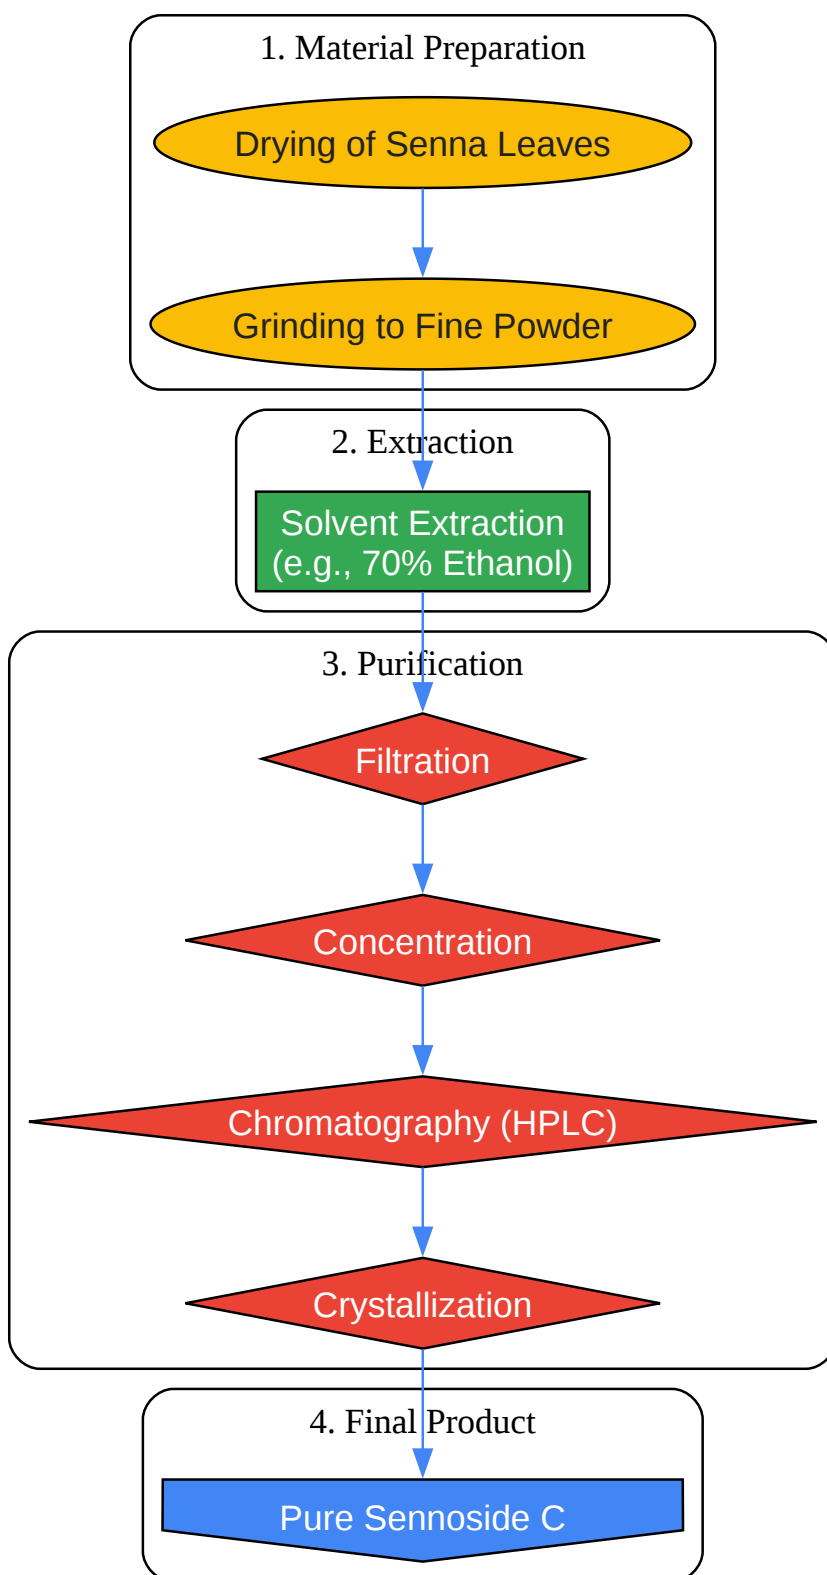 1. Material Preparation
Drying of Senna Leaves
Grinding to Fine Powder
2. Extraction
Solvent Extraction
(e.g., 70% Ethanol)
3. Purification
Filtration
Concentration
Chromatography (HPLC)
Crystallization
4. Final Product
Pure Sennoside C